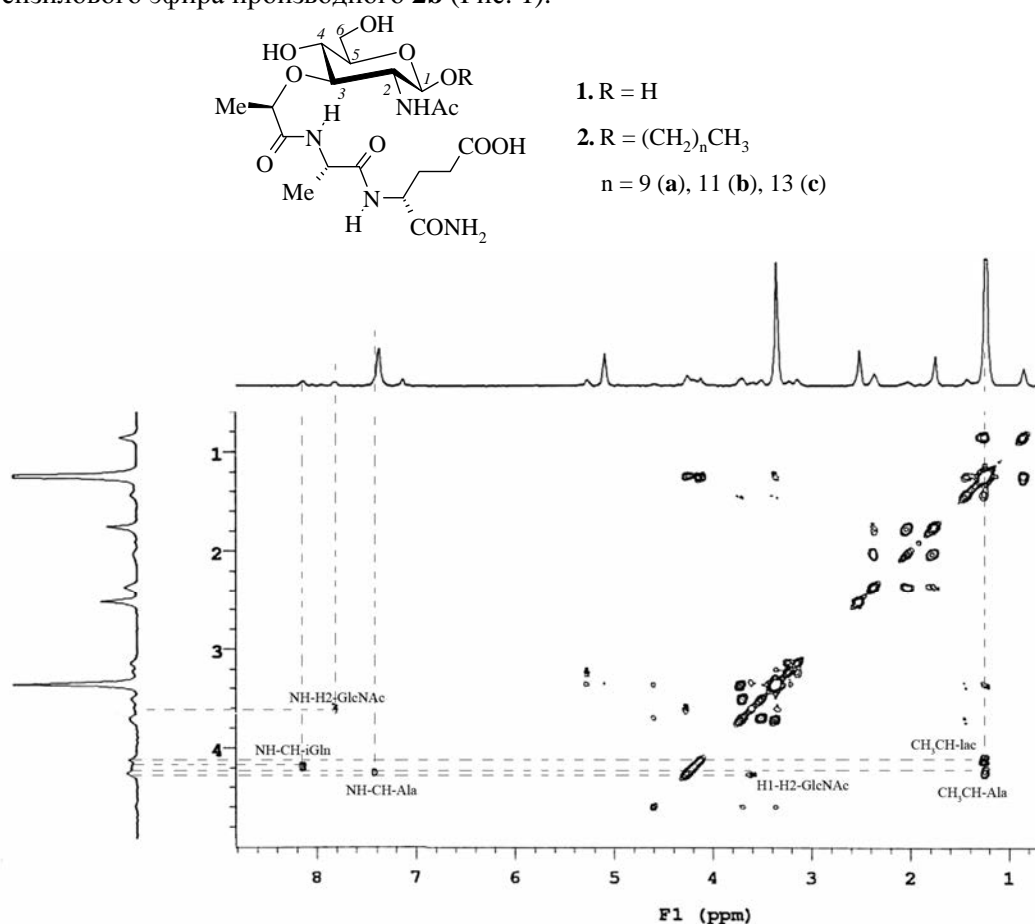 ензилового эфира производного 2b (Рис. 1).
6 OH
HO 4 5 O 1 OR
O 3 2 NHAc
Me H
O N O COOH
Me N
H CONH₂
1. R = H
2. R = (CH₂)ₙCH₃
n = 9 (a), 11 (b), 13 (c)
1
2
3
NH-H2-GlcNAc
4
NH-CH-iGln
CH₃CH-lac
NH-CH-Ala
H1-H2-GlcNAc
CH₃CH-Ala
8 7 6 5 4 3 2 1
F1 (ppm)